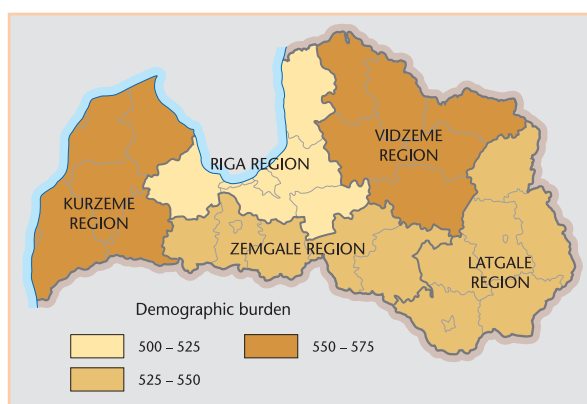 VIDZEME
REGION
RIGA REGION
KURZEME
REGION
ZEMGALE REGION
LATGALE
REGION
Demographic burden
500 – 525
550 – 575
525 – 550